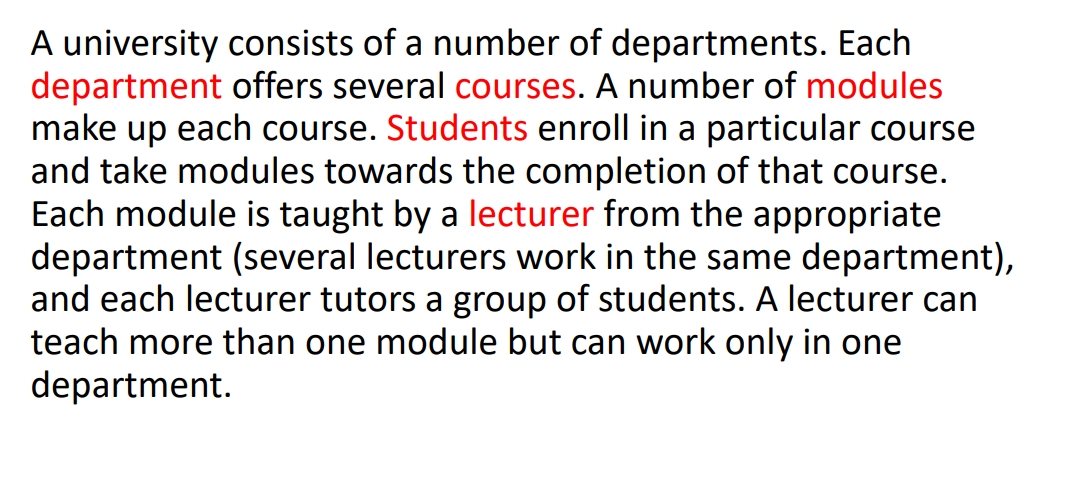 A university consists of a number of departments. Each
department offers several courses. A number of modules
make up each course. Students enroll in a particular course
and take modules towards the completion of that course.
Each module is taught by a lecturer from the appropriate
department (several lecturers work in the same department),
and each lecturer tutors a group of students. A lecturer can
teach more than one module but can work only in one
department.